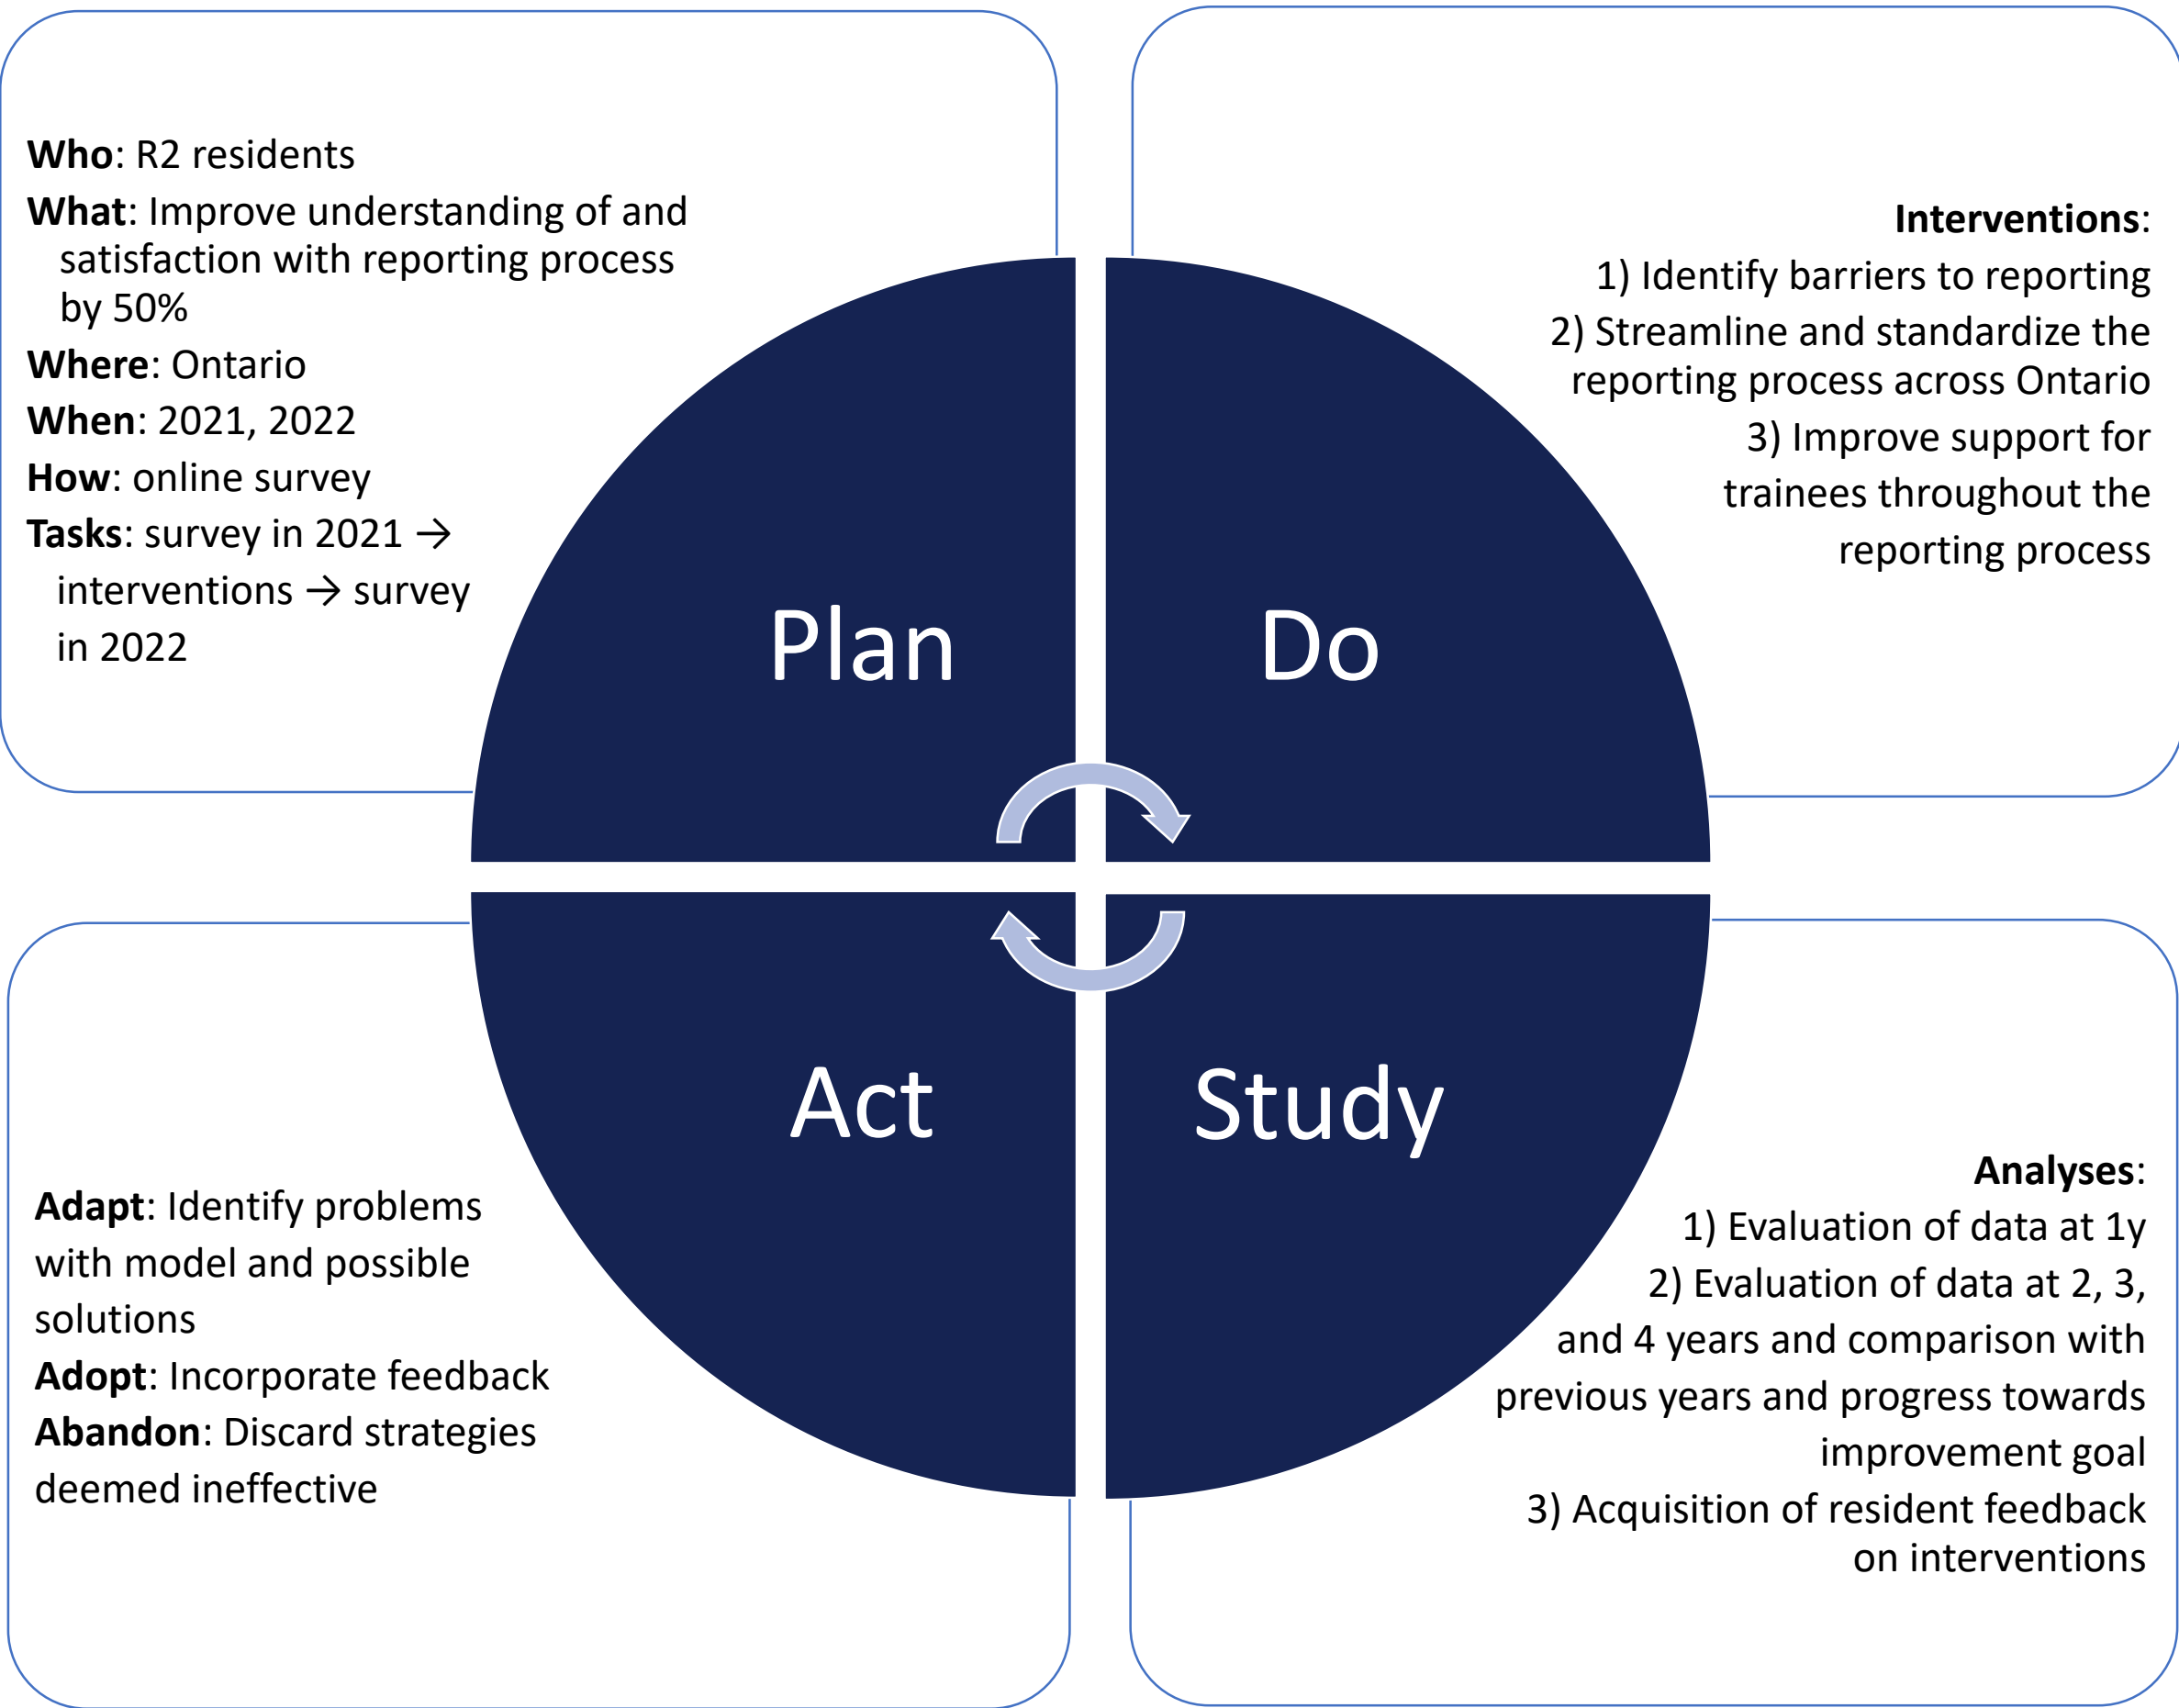 Who: R2 residents
What: Improve understanding of and
satisfaction with reporting process
by 50%
Where: Ontario
When: 2021, 2022
How: online survey
Tasks: survey in 2021 →
interventions → survey
in 2022
Plan
Interventions:
1) Identify barriers to reporting
2) Streamline and standardize the
reporting process across Ontario
3) Improve support for
trainees throughout the
reporting process
Do
Act
Adapt: Identify problems
with model and possible
solutions
Adopt: Incorporate feedback
Abandon: Discard strategies
deemed ineffective
Study
Analyses:
1) Evaluation of data at 1y
2) Evaluation of data at 2, 3,
and 4 years and comparison with
previous years and progress towards
improvement goal
3) Acquisition of resident feedback
on interventions